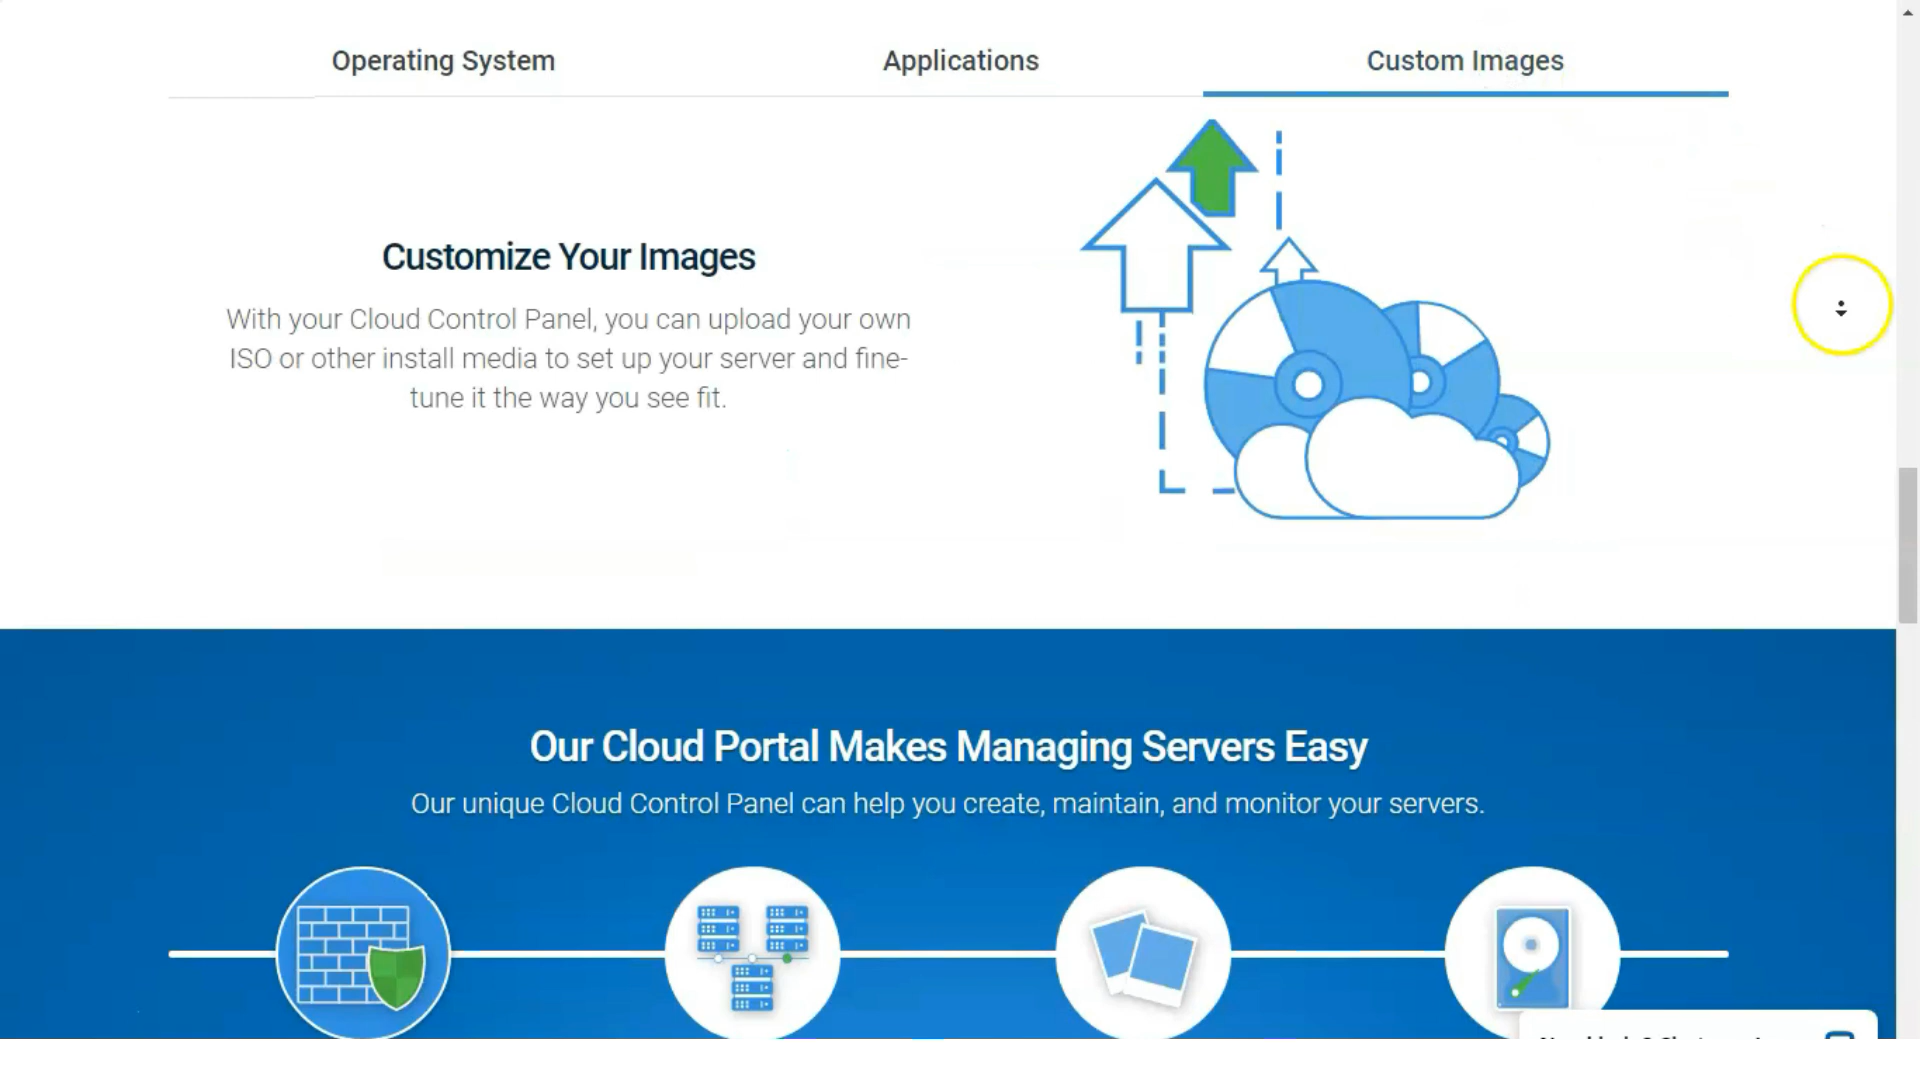 Operating System
Applications
Custom Images
Customize Your Images
With your Cloud Control Panel, you can upload your own
ISO or other install media to set up your server and fine-
tune it the way you see fit.
Our Cloud Portal Makes Managing Servers Easy
Our unique Cloud Control Panel can help you create, maintain, and monitor your servers.